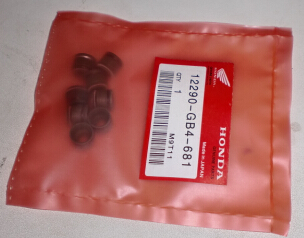 HONDA
Made in JAPAN
12290-GB4-681
QTY 1
M9T11